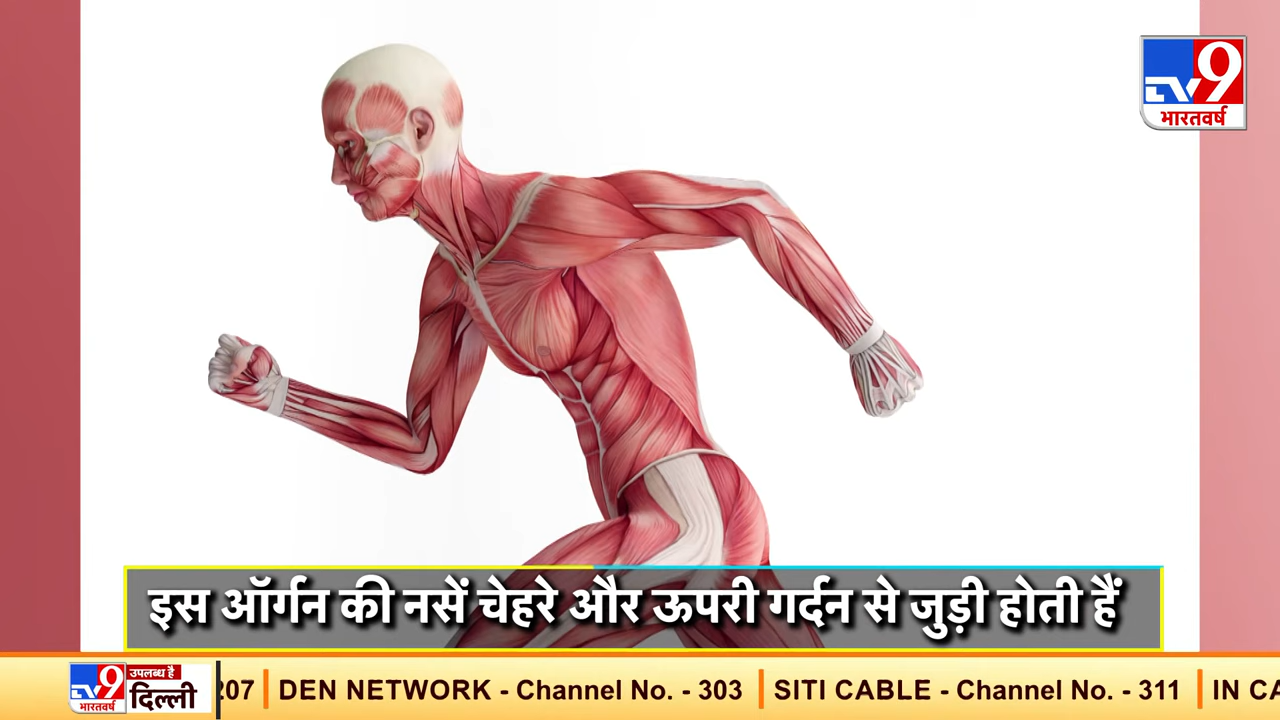 TV9
भारतवर्ष
इस ऑर्गन की नसें चेहरे और ऊपरी गर्दन से जुड़ी होती हैं
TV9 भारतवर्ष
उपलब्ध है
दिल्ली
207 | DEN NETWORK - Channel No. - 303 | SITI CABLE - Channel No. - 311 | IN CA